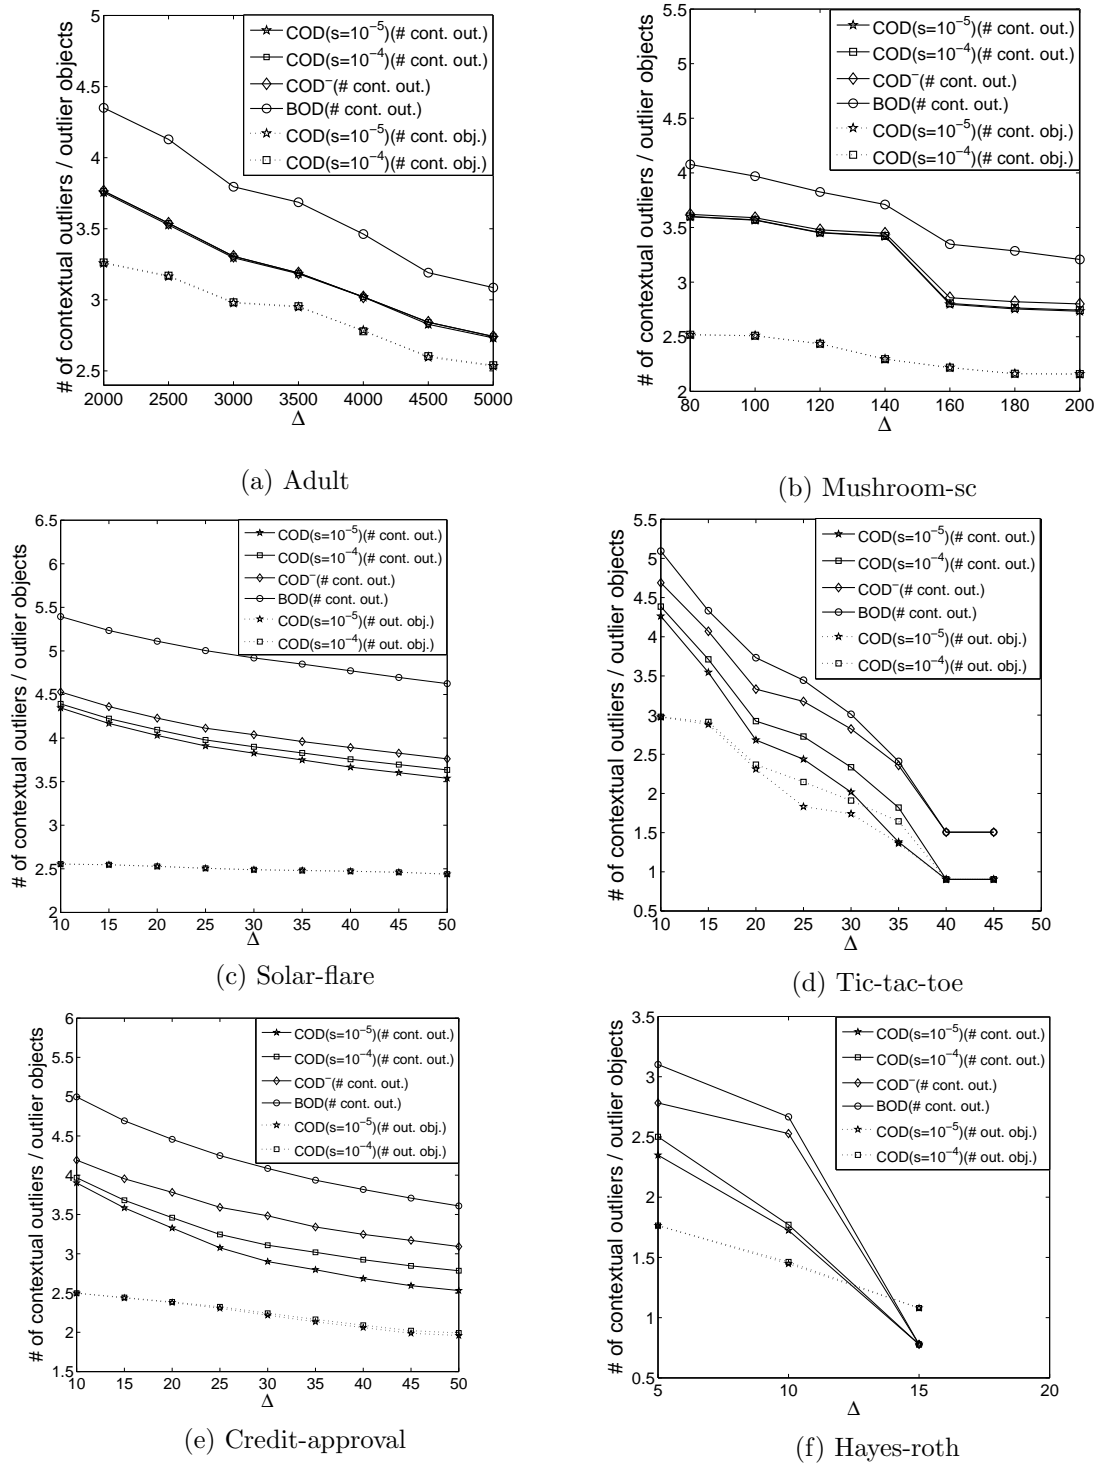 # of contextual outliers / outlier objects
5
4.5
4
3.5
3
2.5
2000 2500 3000 3500 4000 4500 5000
Δ
COD(s=10⁻⁵)(# cont. out.)
COD(s=10⁻⁴)(# cont. out.)
COD⁻(# cont. out.)
BOD(# cont. out.)
COD(s=10⁻⁵)(# cont. obj.)
COD(s=10⁻⁴)(# cont. obj.)
(a) Adult
# of contextual outliers / outlier objects
5.5
5
4.5
4
3.5
3
2.5
2
80 100 120 140 160 180 200
Δ
COD(s=10⁻⁵)(# cont. out.)
COD(s=10⁻⁴)(# cont. out.)
COD⁻(# cont. out.)
BOD(# cont. out.)
COD(s=10⁻⁵)(# cont. obj.)
COD(s=10⁻⁴)(# cont. obj.)
(b) Mushroom-sc
# of contextual outliers / outlier objects
6.5
6
5.5
5
4.5
4
3.5
3
2.5
2
10 15 20 25 30 35 40 45 50
Δ
COD(s=10⁻⁵)(# cont. out.)
COD(s=10⁻⁴)(# cont. out.)
COD⁻(# cont. out.)
BOD(# cont. out.)
COD(s=10⁻⁵)(# out. obj.)
COD(s=10⁻⁴)(# out. obj.)
(c) Solar-flare
# of contextual outliers / outlier objects
5.5
5
4.5
4
3.5
3
2.5
2
1.5
1
0.5
10 15 20 25 30 35 40 45 50
Δ
COD(s=10⁻⁵)(# cont. out.)
COD(s=10⁻⁴)(# cont. out.)
COD⁻(# cont. out.)
BOD(# cont. out.)
COD(s=10⁻⁵)(# out. obj.)
COD(s=10⁻⁴)(# out. obj.)
(d) Tic-tac-toe
# of contextual outliers / outlier objects
6
5.5
5
4.5
4
3.5
3
2.5
2
1.5
10 15 20 25 30 35 40 45 50
Δ
COD(s=10⁻⁵)(# cont. out.)
COD(s=10⁻⁴)(# cont. out.)
COD⁻(# cont. out.)
BOD(# cont. out.)
COD(s=10⁻⁵)(# out. obj.)
COD(s=10⁻⁴)(# out. obj.)
(e) Credit-approval
# of contextual outliers / outlier objects
3.5
3
2.5
2
1.5
1
0.5
5 10 15 20
Δ
COD(s=10⁻⁵)(# cont. out.)
COD(s=10⁻⁴)(# cont. out.)
COD⁻(# cont. out.)
BOD(# cont. out.)
COD(s=10⁻⁵)(# out. obj.)
COD(s=10⁻⁴)(# out. obj.)
(f) Hayes-roth